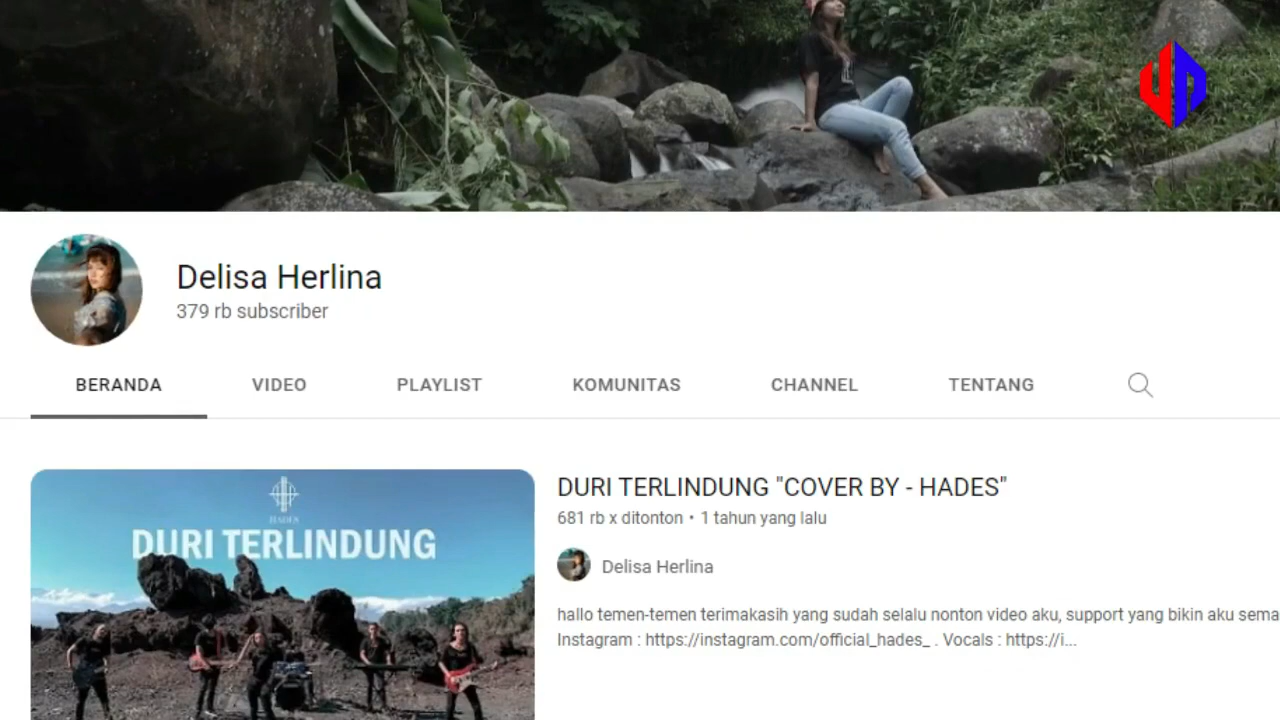 Delisa Herlina
379 rb subscriber
BERANDA VIDEO PLAYLIST KOMUNITAS CHANNEL TENTANG
HADES
DURI TERLINDUNG
DURI TERLINDUNG "COVER BY - HADES"
681 rb x ditonton • 1 tahun yang lalu
Delisa Herlina
hallo temen-temen terimakasih yang sudah selalu nonton video aku, support yang bikin aku sema
Instagram : https://instagram.com/official_hades_ . Vocals : https://i...